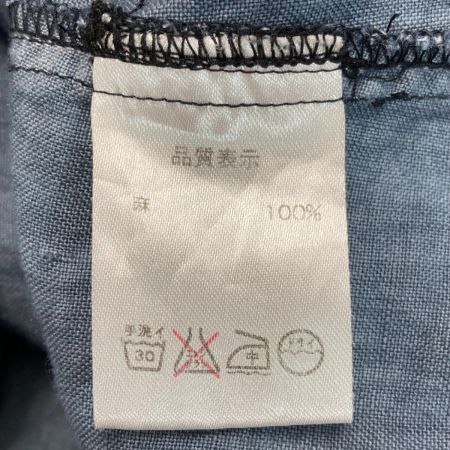 品質表示
麻 100%
手洗イ
30 中 ドライ